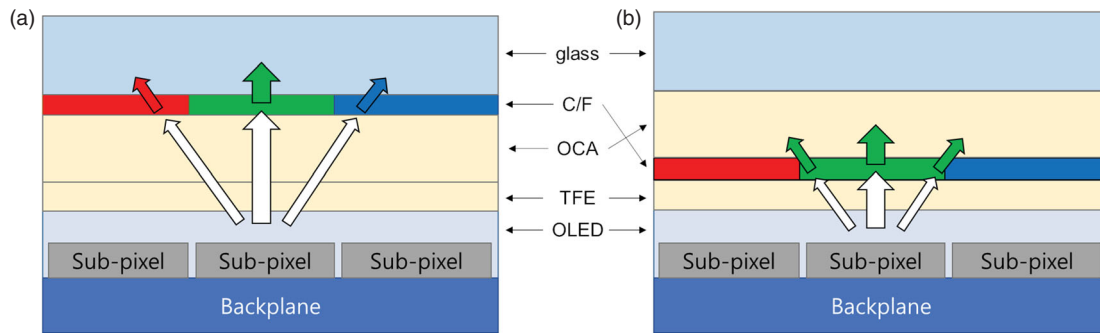 (a)
(b)
glass
C/F
OCA
TFE
OLED
Sub-pixel Sub-pixel Sub-pixel
Sub-pixel Sub-pixel Sub-pixel
Backplane
Backplane